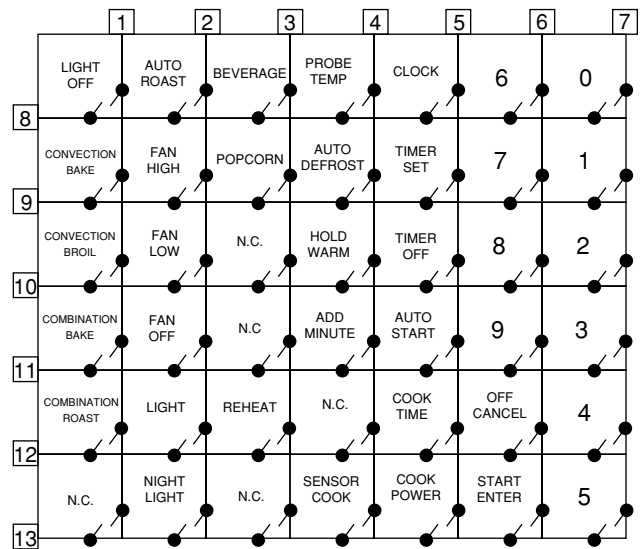 1 2 3 4 5 6 7
LIGHT OFF
AUTO ROAST
BEVERAGE
PROBE TEMP
CLOCK
6
0
8
CONVECTION BAKE
FAN HIGH
POPCORN
AUTO DEFROST
TIMER SET
7
1
9
CONVECTION BROIL
FAN LOW
N.C.
HOLD WARM
TIMER OFF
8
2
10
COMBINATION BAKE
FAN OFF
N.C
ADD MINUTE
AUTO START
9
3
11
COMBINATION ROAST
LIGHT
REHEAT
N.C.
COOK TIME
OFF CANCEL
4
12
N.C.
NIGHT LIGHT
N.C.
SENSOR COOK
COOK POWER
START ENTER
5
13